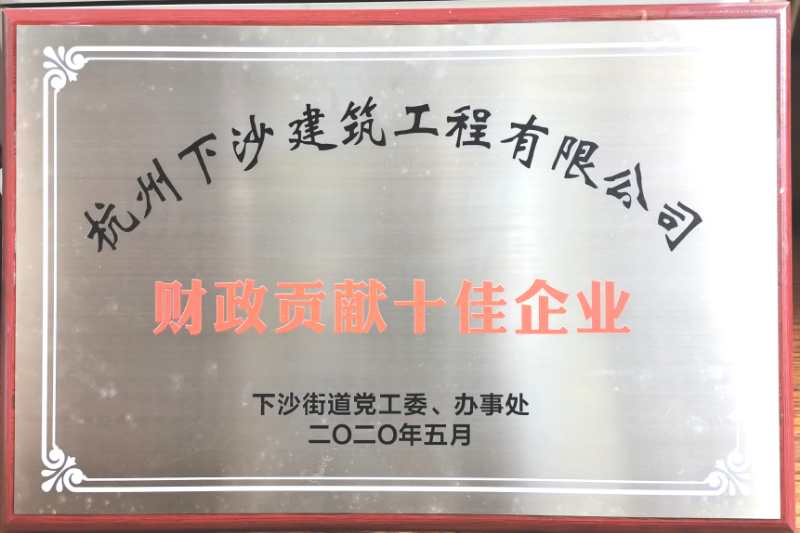 杭州下沙建筑工程有限公司
财政贡献十佳企业
下沙街道党工委、办事处
二〇二〇年五月